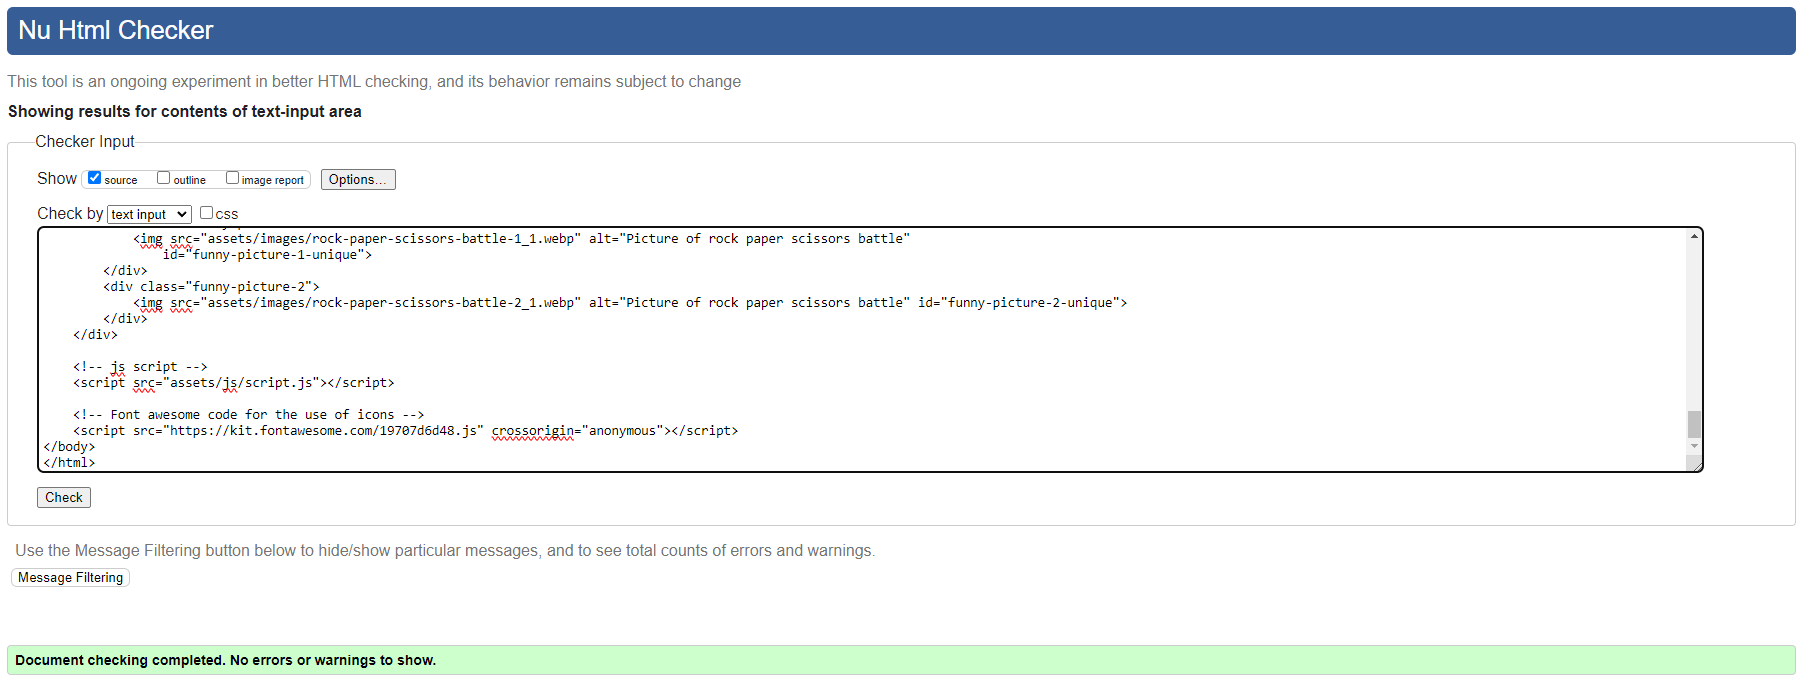 Nu Html Checker
This tool is an ongoing experiment in better HTML checking, and its behavior remains subject to change
Showing results for contents of text-input area
Checker Input
Show source outline image report Options...
Check by text input css
<img src="assets/images/rock-paper-scissors-battle-1_1.webp" alt="Picture of rock paper scissors battle"
id="funny-picture-1-unique">
</div>
<div class="funny-picture-2">
<img src="assets/images/rock-paper-scissors-battle-2_1.webp" alt="Picture of rock paper scissors battle" id="funny-picture-2-unique">
</div>
</div>
<!-- js script -->
<script src="assets/js/script.js"></script>
<!-- Font awesome code for the use of icons -->
<script src="https://kit.fontawesome.com/19707d6d48.js" crossorigin="anonymous"></script>
</body>
</html>
Check
Use the Message Filtering button below to hide/show particular messages, and to see total counts of errors and warnings.
Message Filtering
Document checking completed. No errors or warnings to show.